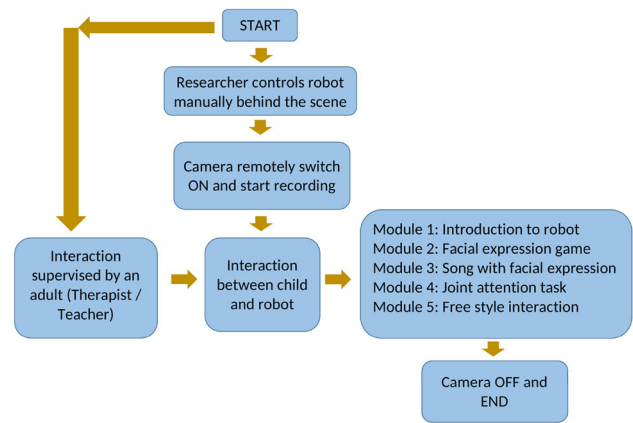 START
Researcher controls robot
manually behind the scene
Camera remotely switch
ON and start recording
Interaction
supervised by an
adult (Therapist /
Teacher)
Interaction
between child
and robot
Module 1: Introduction to robot
Module 2: Facial expression game
Module 3: Song with facial expression
Module 4: Joint attention task
Module 5: Free style interaction
Camera OFF and
END